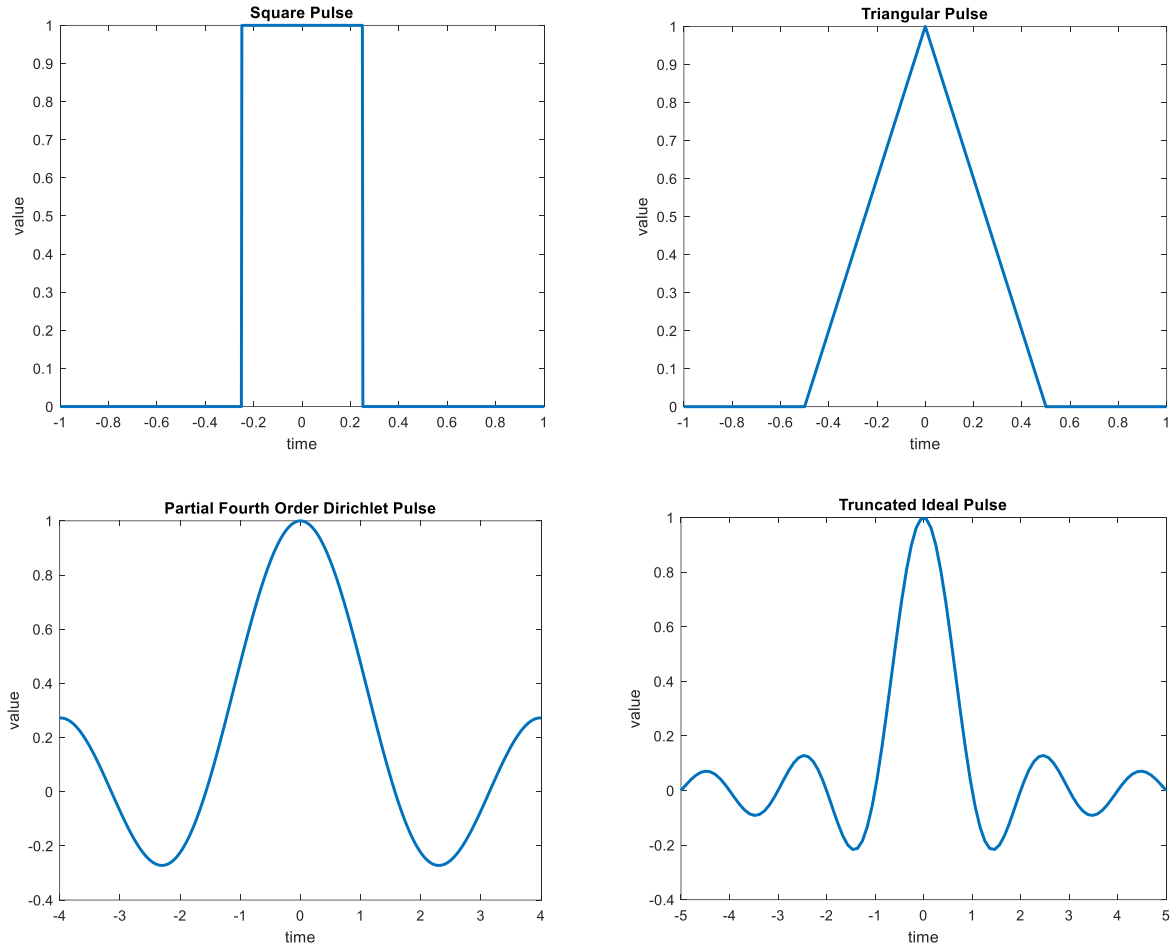 Square Pulse
1
0.9
0.8
0.7
0.6
0.5
0.4
0.3
0.2
0.1
0
value
-1 -0.8 -0.6 -0.4 -0.2 0 0.2 0.4 0.6 0.8 1
time
Triangular Pulse
1
0.9
0.8
0.7
0.6
0.5
0.4
0.3
0.2
0.1
0
value
-1 -0.8 -0.6 -0.4 -0.2 0 0.2 0.4 0.6 0.8 1
time
Partial Fourth Order Dirichlet Pulse
1
0.8
0.6
0.4
0.2
0
-0.2
-0.4
value
-4 -3 -2 -1 0 1 2 3 4
time
Truncated Ideal Pulse
1
0.8
0.6
0.4
0.2
0
-0.2
-0.4
value
-5 -4 -3 -2 -1 0 1 2 3 4 5
time